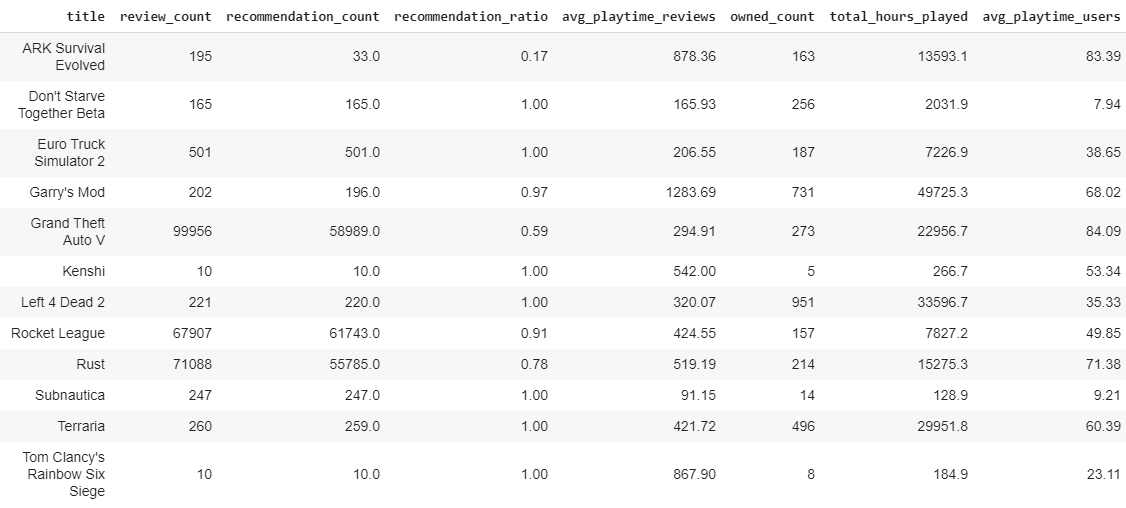 title review_count recommendation_count recommendation_ratio avg_playtime_reviews owned_count total_hours_played avg_playtime_users
ARK Survival
Evolved 195 33.0 0.17 878.36 163 13593.1 83.39
Don't Starve
Together Beta 165 165.0 1.00 165.93 256 2031.9 7.94
Euro Truck
Simulator 2 501 501.0 1.00 206.55 187 7226.9 38.65
Garry's Mod 202 196.0 0.97 1283.69 731 49725.3 68.02
Grand Theft
Auto V 99956 58989.0 0.59 294.91 273 22956.7 84.09
Kenshi 10 10.0 1.00 542.00 5 266.7 53.34
Left 4 Dead 2 221 220.0 1.00 320.07 951 33596.7 35.33
Rocket League 67907 61743.0 0.91 424.55 157 7827.2 49.85
Rust 71088 55785.0 0.78 519.19 214 15275.3 71.38
Subnautica 247 247.0 1.00 91.15 14 128.9 9.21
Terraria 260 259.0 1.00 421.72 496 29951.8 60.39
Tom Clancy's
Rainbow Six 10 10.0 1.00 867.90 8 184.9 23.11
Siege